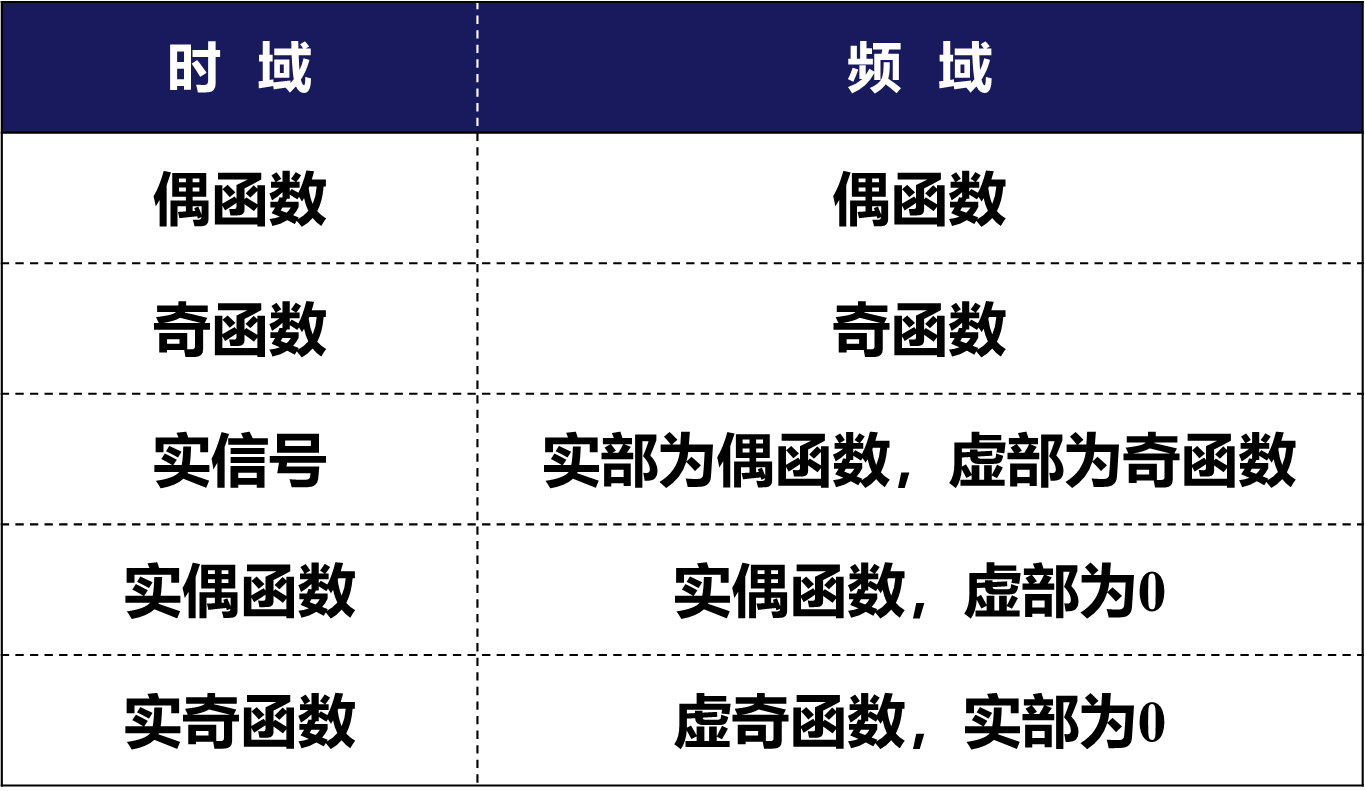 时 域 频 域
偶函数 偶函数
奇函数 奇函数
实信号 实部为偶函数，虚部为奇函数
实偶函数 实偶函数，虚部为0
实奇函数 虚奇函数，实部为0